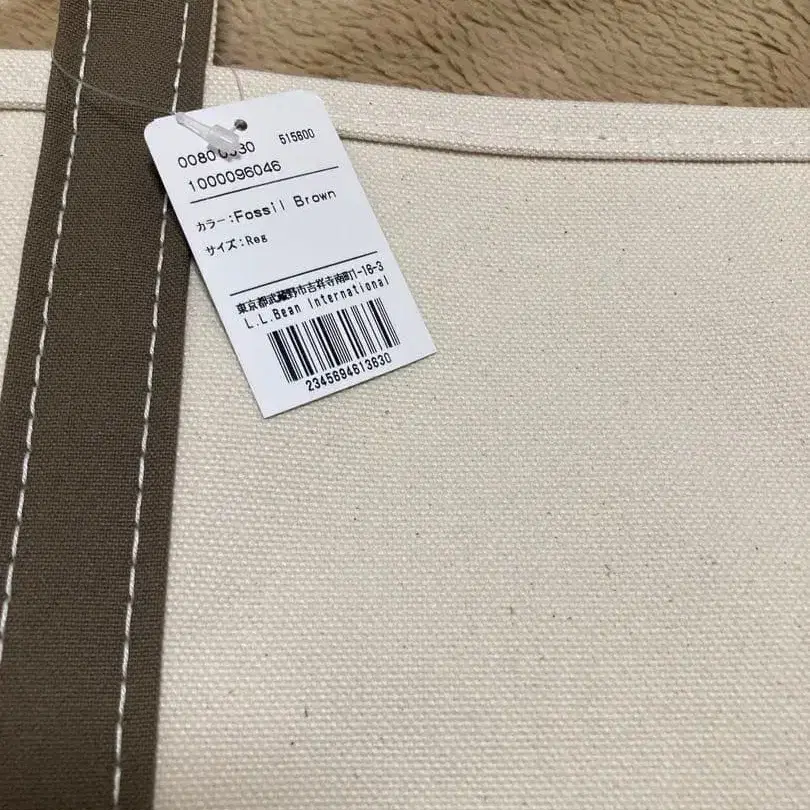 515800
1000096046
カラー:Fossil Brown
サイズ:Reg
東京都武蔵野市吉祥寺南町1-18-3
L.L.Bean International
2345694613630